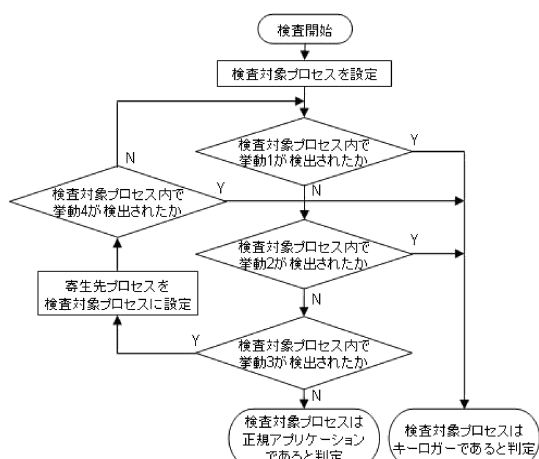 検査開始
検査対象プロセスを設定
検査対象プロセス内で
挙動1が検出されたか
Y
N
N
検査対象プロセス内で
挙動4が検出されたか
Y
検査対象プロセス内で
挙動2が検出されたか
Y
N
寄生先プロセスを
検査対象プロセスに設定
Y
検査対象プロセス内で
挙動3が検出されたか
N
検査対象プロセスは
正規アプリケーション
であると判定
検査対象プロセスは
キーロガーであると判定